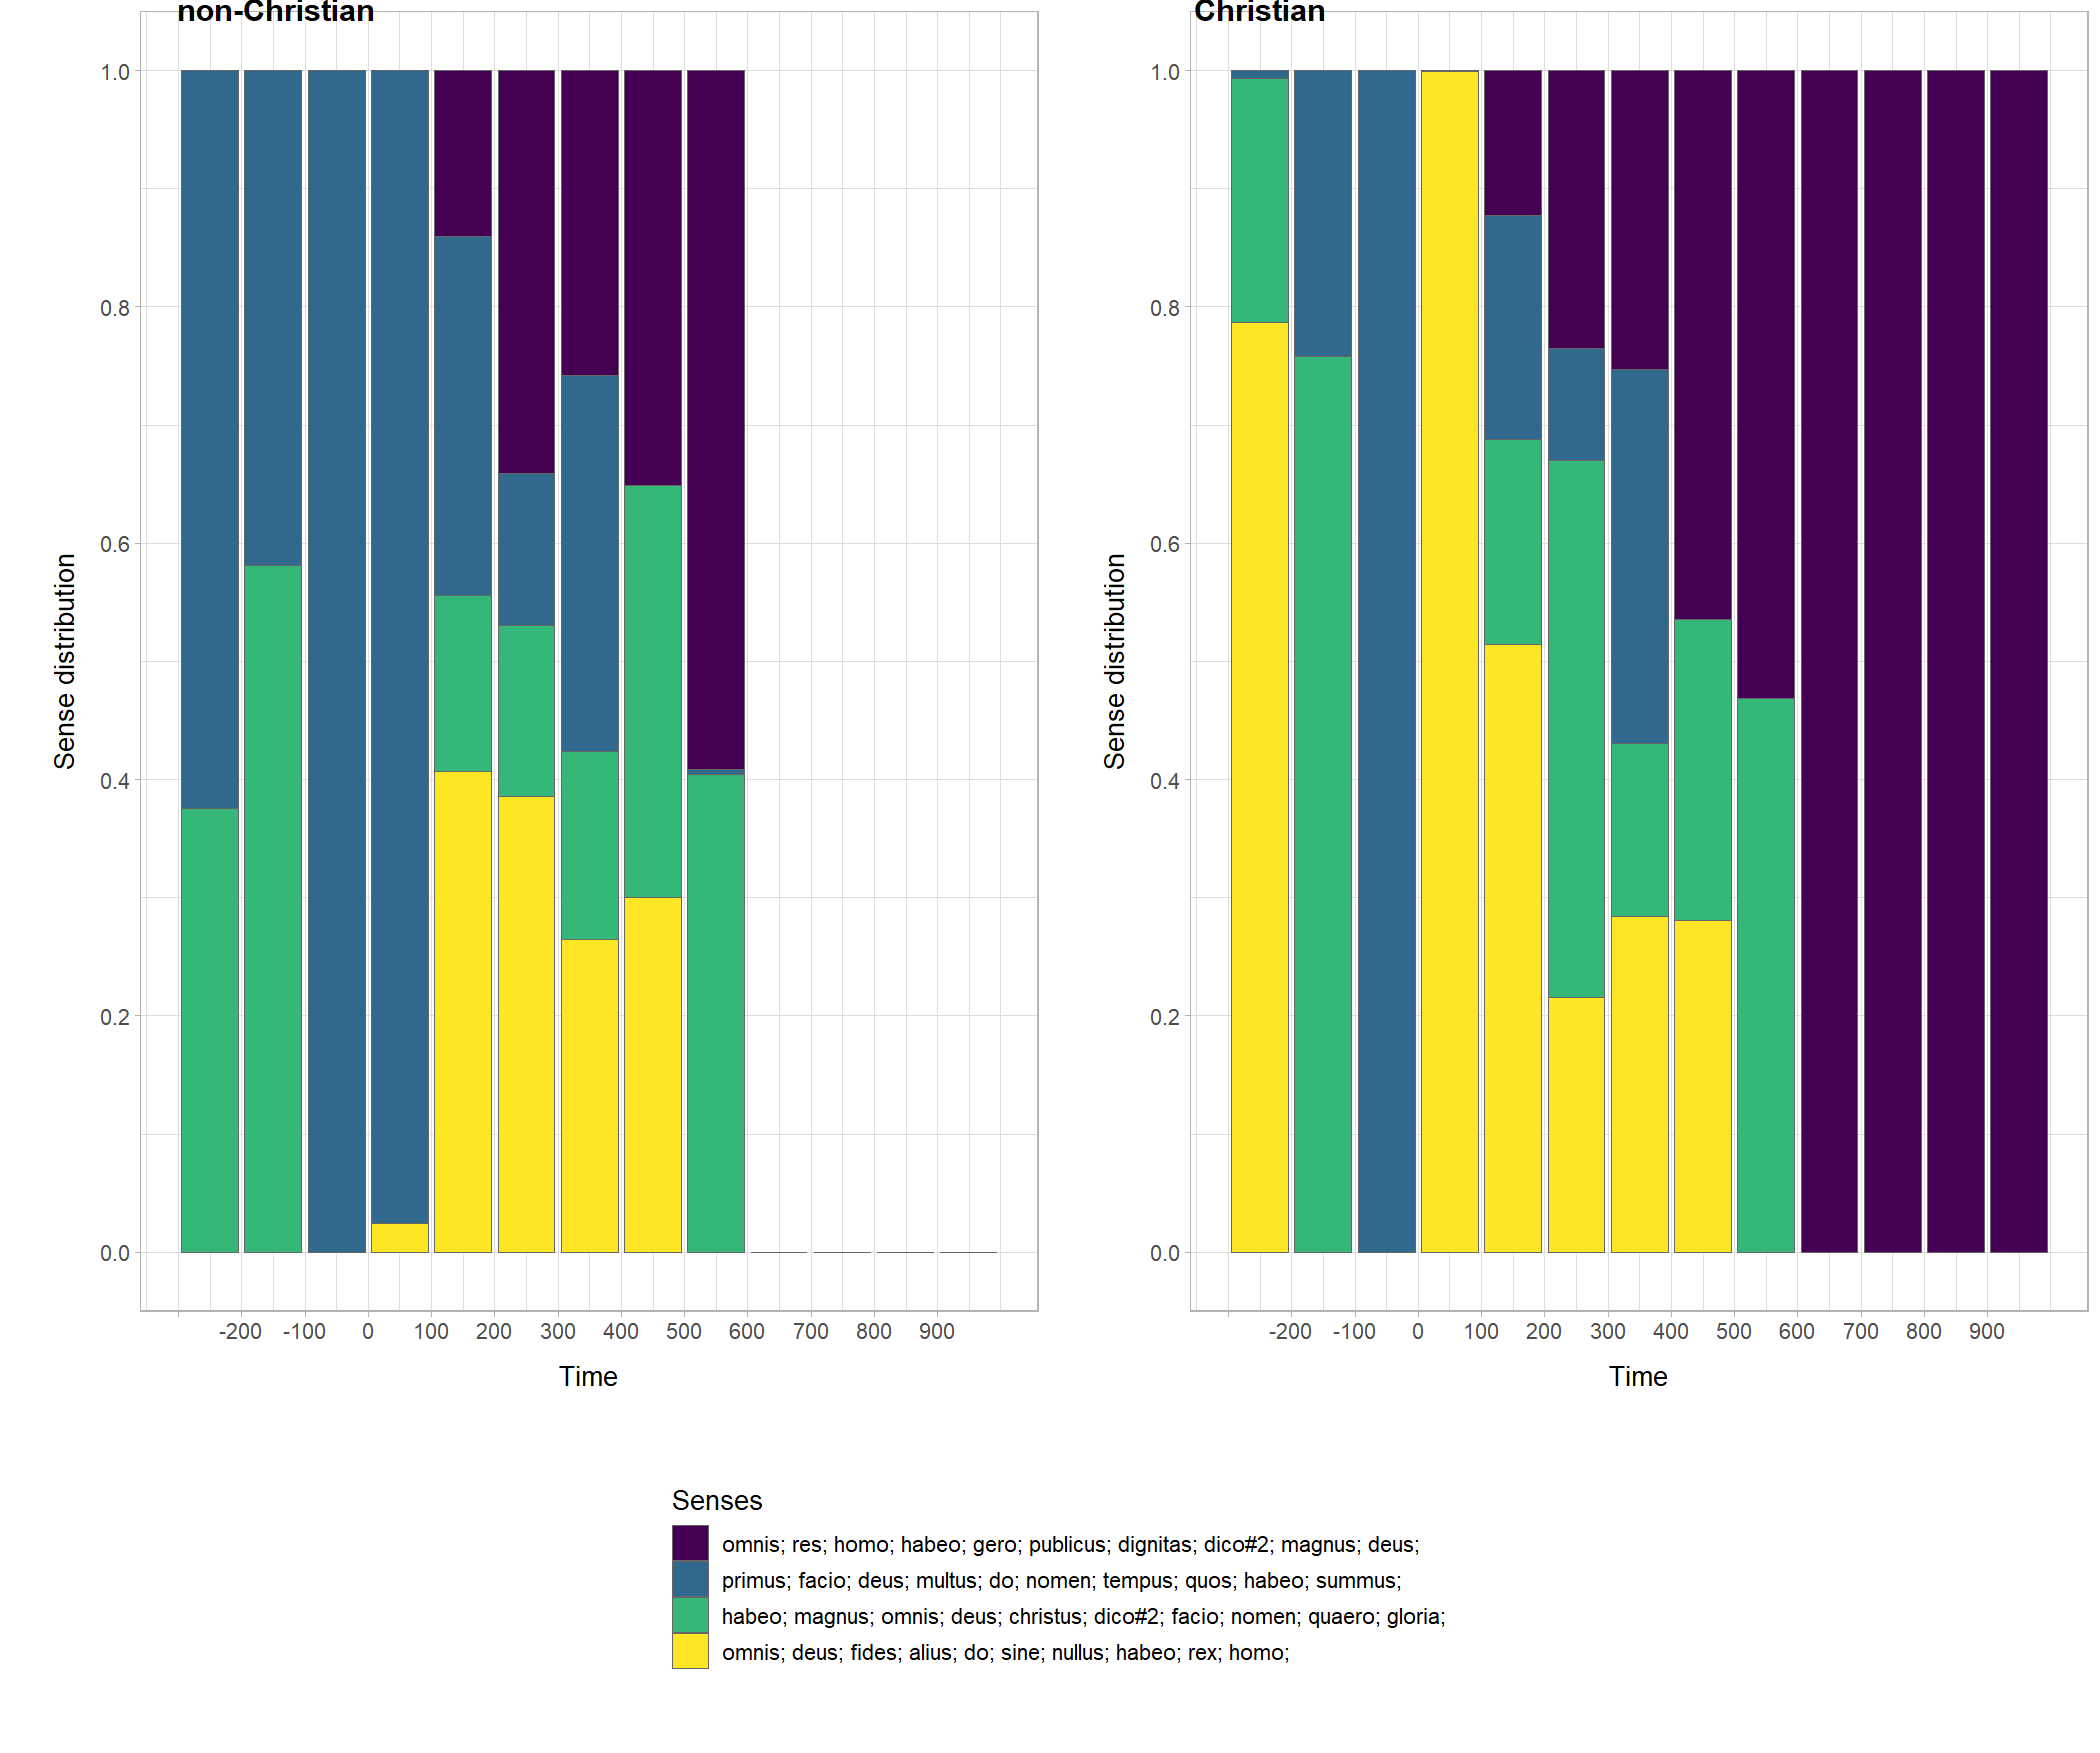 non-Christian
1.0
0.8
0.6
0.4
0.2
0.0
Sense distribution
-200 -100 0 100 200 300 400 500 600 700 800 900
Time
Christian
1.0
0.8
0.6
0.4
0.2
0.0
Sense distribution
-200 -100 0 100 200 300 400 500 600 700 800 900
Time
Senses
omnis; res; homo; habeo; gero; publicus; dignitas; dico#2; magnus; deus;
primus; facio; deus; multus; do; nomen; tempus; quos; habeo; summus;
habeo; magnus; omnis; deus; christus; dico#2; facio; nomen; quaero; gloria;
omnis; deus; fides; alius; do; sine; nullus; habeo; rex; homo;